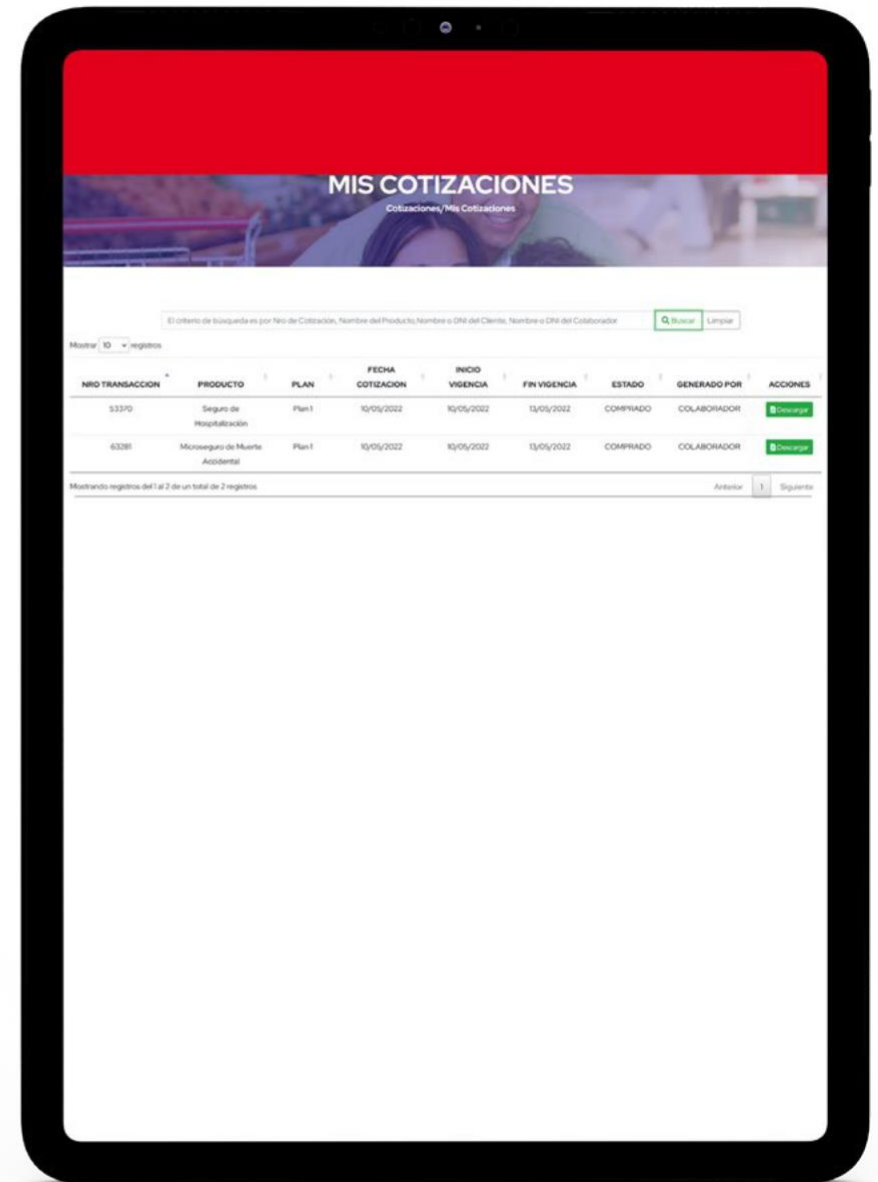 MIS COTIZACIONES
Cotizaciones/Mis Cotizaciones
El criterio de búsqueda es por Nro de Cotización, Nombre del Producto,Nombre o DNI del Cliente, Nombre o DNI del Colaborador Buscar Limpiar
Mostrar 10 registros
NRO TRANSACCION PRODUCTO PLAN FECHA COTIZACION INICIO VIGENCIA FIN VIGENCIA ESTADO GENERADO POR ACCIONES
53370 Seguro de Hospitalización Plan 1 10/05/2022 10/05/2022 13/05/2022 COMPRADO COLABORADOR Descargar
63281 Microseguro de Muerte Accidental Plan 1 10/05/2022 10/05/2022 13/05/2022 COMPRADO COLABORADOR Descargar
Mostrando registros del 1 al 2 de un total de 2 registros Anterior 1 Siguiente